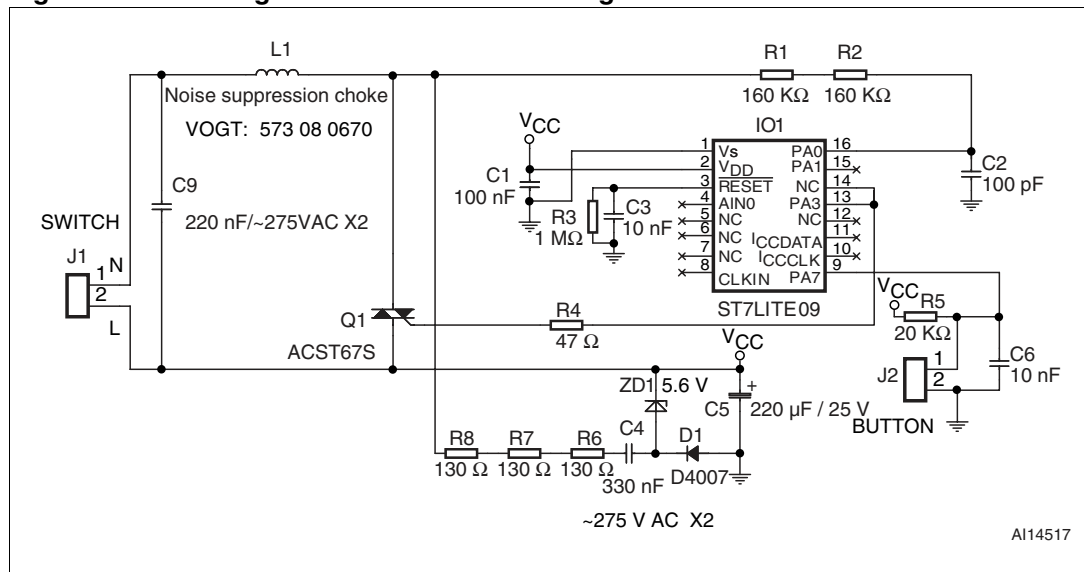 L1
Noise suppression choke
VOGT: 573 08 0670
R1
160 KΩ
R2
160 KΩ
C9
220 nF/~275VAC X2
SWITCH
J1
1 N
2
L
VCC
C1
100 nF
R3
1 MΩ
C3
10 nF
IO1
1 Vs
2 VDD
3 RESET
4 AIN0
5 NC
6 NC
7 NC
8 CLKIN
PA0 16
PA1 15
NC 14
PA3 13
NC 12
ICCDATA 11
ICCCLK 10
PA7 9
ST7LITE09
C2
100 pF
Q1
ACST67S
R4
47 Ω
VCC
R5
20 KΩ
J2
1
2
BUTTON
C6
10 nF
VCC
ZD1 5.6 V
C5
+
220 µF / 25 V
R8
130 Ω
R7
130 Ω
R6
130 Ω
C4
330 nF
D1
D4007
~275 V AC X2
AI14517